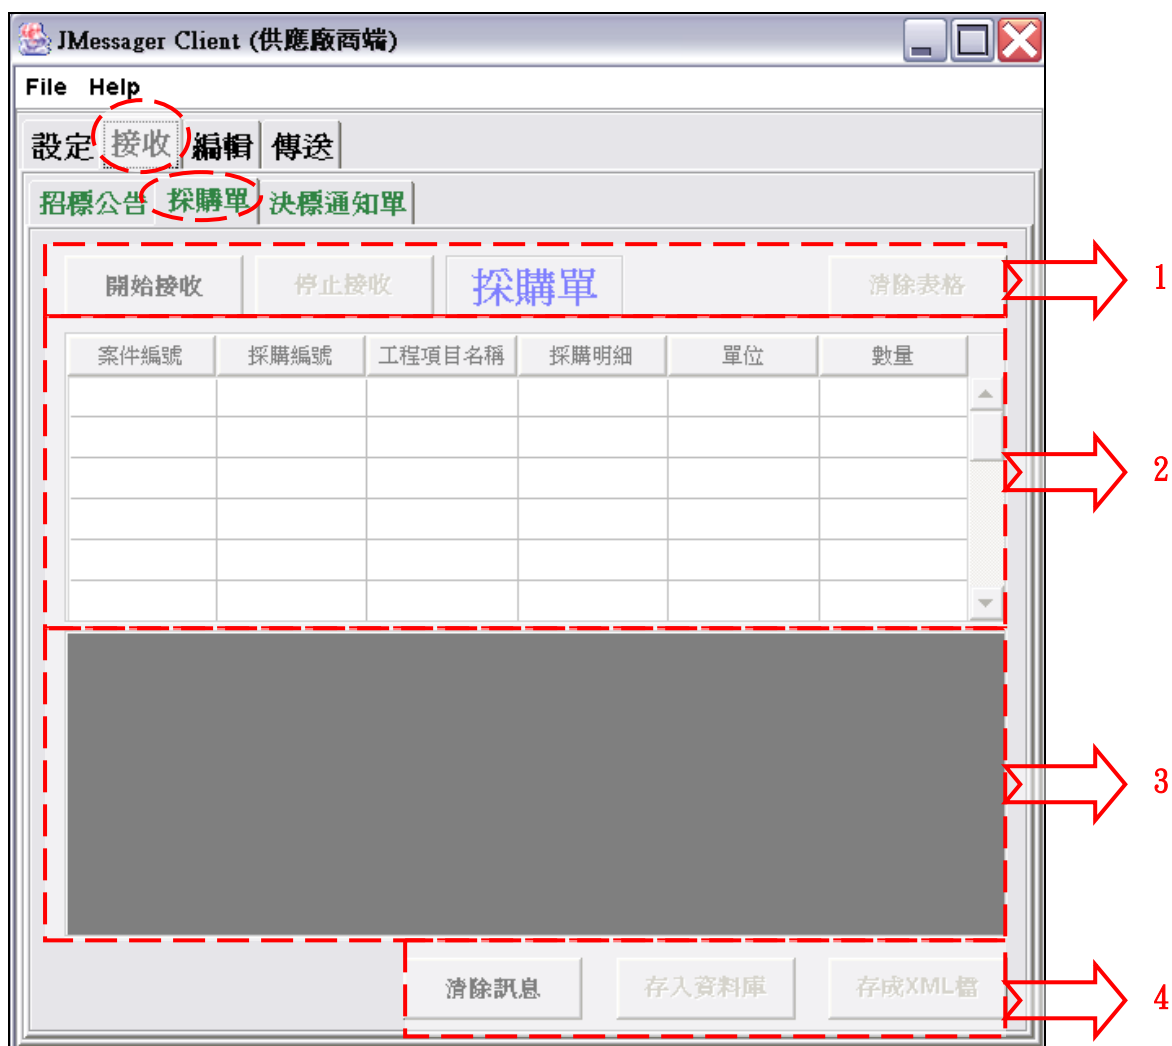 JMessager Client (供應廠商端)
File Help
設定 接收 編輯 傳送
招標公告 採購單 決標通知單
開始接收 停止接收 採購單 清除表格 1
案件編號 採購編號 工程項目名稱 採購明細 單位 數量
2
3
清除訊息 存入資料庫 存成XML檔 4